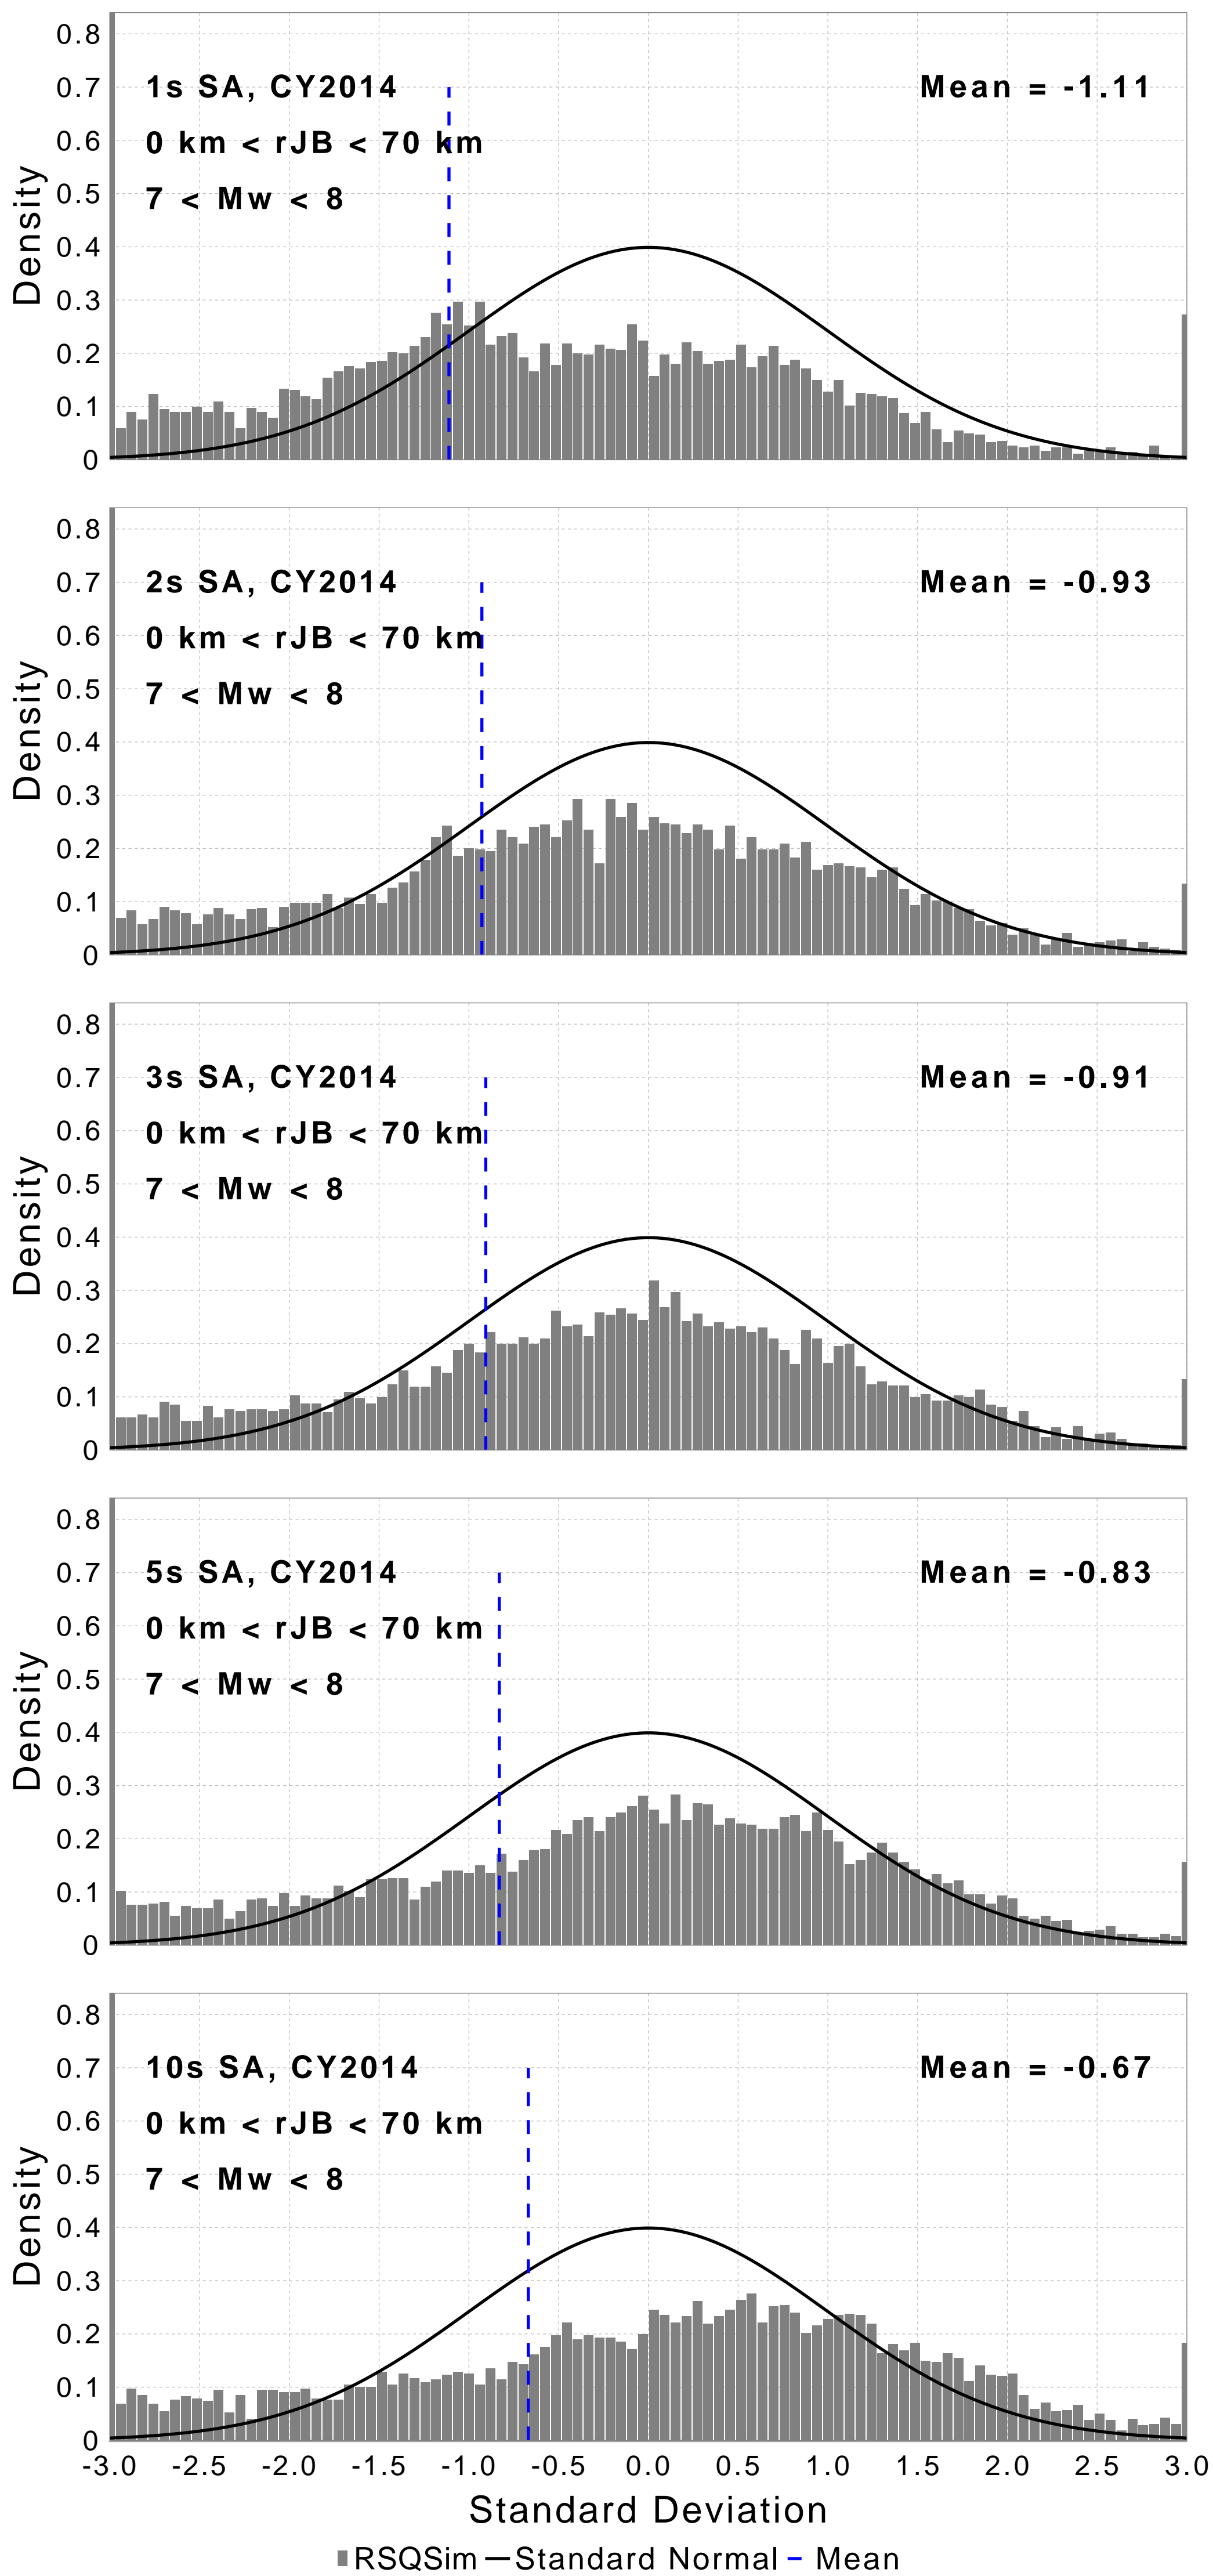 0.8
1s SA, CY2014 Mean = -1.11
0.7
0 km < rJB < 70 km
0.6
7 < Mw < 8
0.5
0.4
0.3
0.2
0.1
0
Density
0.8
2s SA, CY2014 Mean = -0.93
0.7
0 km < rJB < 70 km
0.6
7 < Mw < 8
0.5
0.4
0.3
0.2
0.1
0
Density
0.8
3s SA, CY2014 Mean = -0.91
0.7
0 km < rJB < 70 km
0.6
7 < Mw < 8
0.5
0.4
0.3
0.2
0.1
0
Density
0.8
5s SA, CY2014 Mean = -0.83
0.7
0 km < rJB < 70 km
0.6
7 < Mw < 8
0.5
0.4
0.3
0.2
0.1
0
Density
0.8
10s SA, CY2014 Mean = -0.67
0.7
0 km < rJB < 70 km
0.6
7 < Mw < 8
0.5
0.4
0.3
0.2
0.1
0
Density
-3.0 -2.5 -2.0 -1.5 -1.0 -0.5 0.0 0.5 1.0 1.5 2.0 2.5 3.0
Standard Deviation
RSQSim Standard Normal Mean